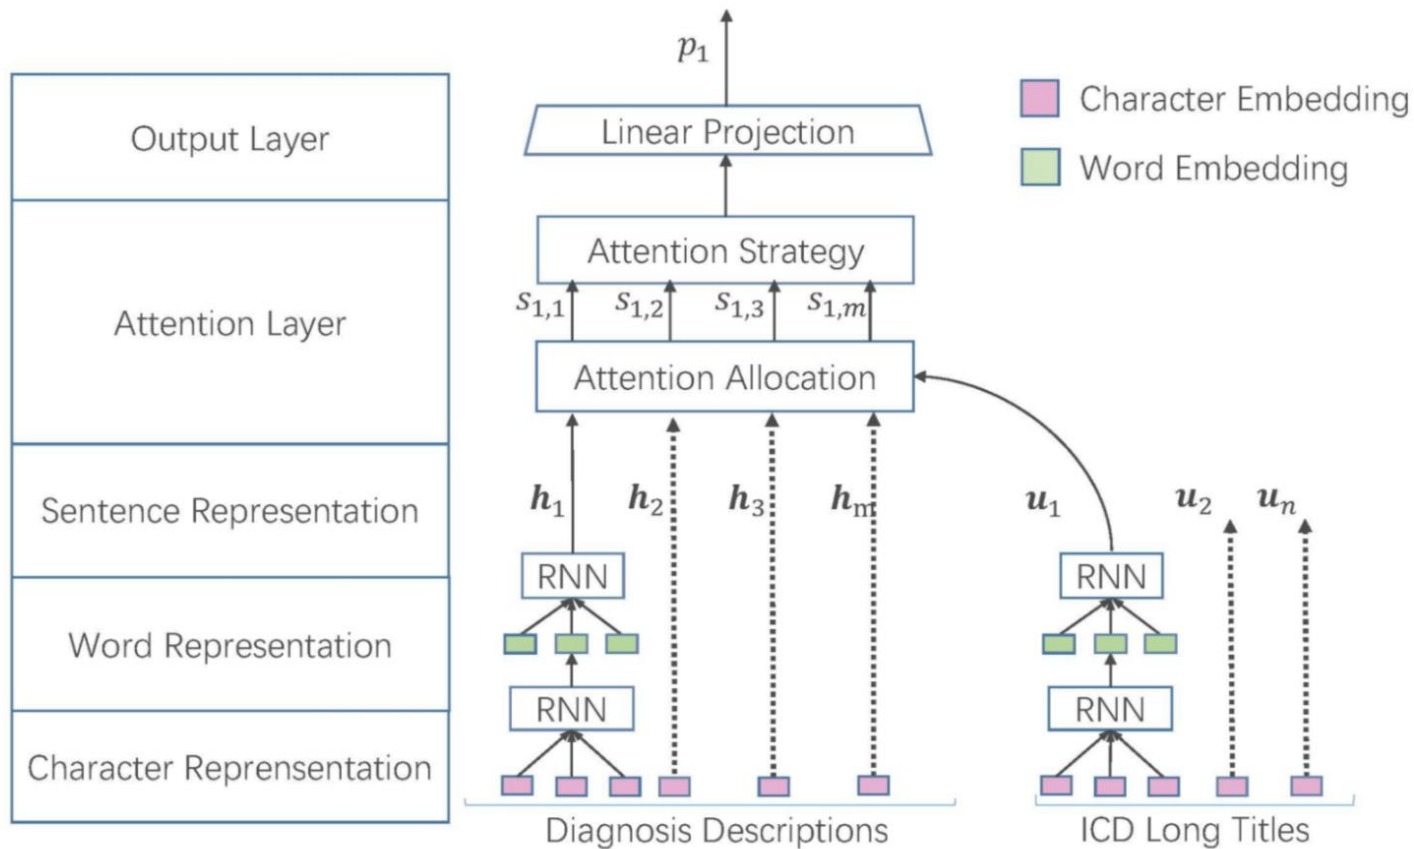 p₁
Output Layer
Linear Projection
Character Embedding
Word Embedding
Attention Layer
Attention Strategy
s₁,₁ s₁,₂ s₁,₃ s₁,ₘ
Attention Allocation
Sentence Representation
h₁ h₂ h₃ hₘ u₁ u₂ uₙ
RNN RNN
Word Representation
RNN RNN
Character Reprensentation
Diagnosis Descriptions ICD Long Titles